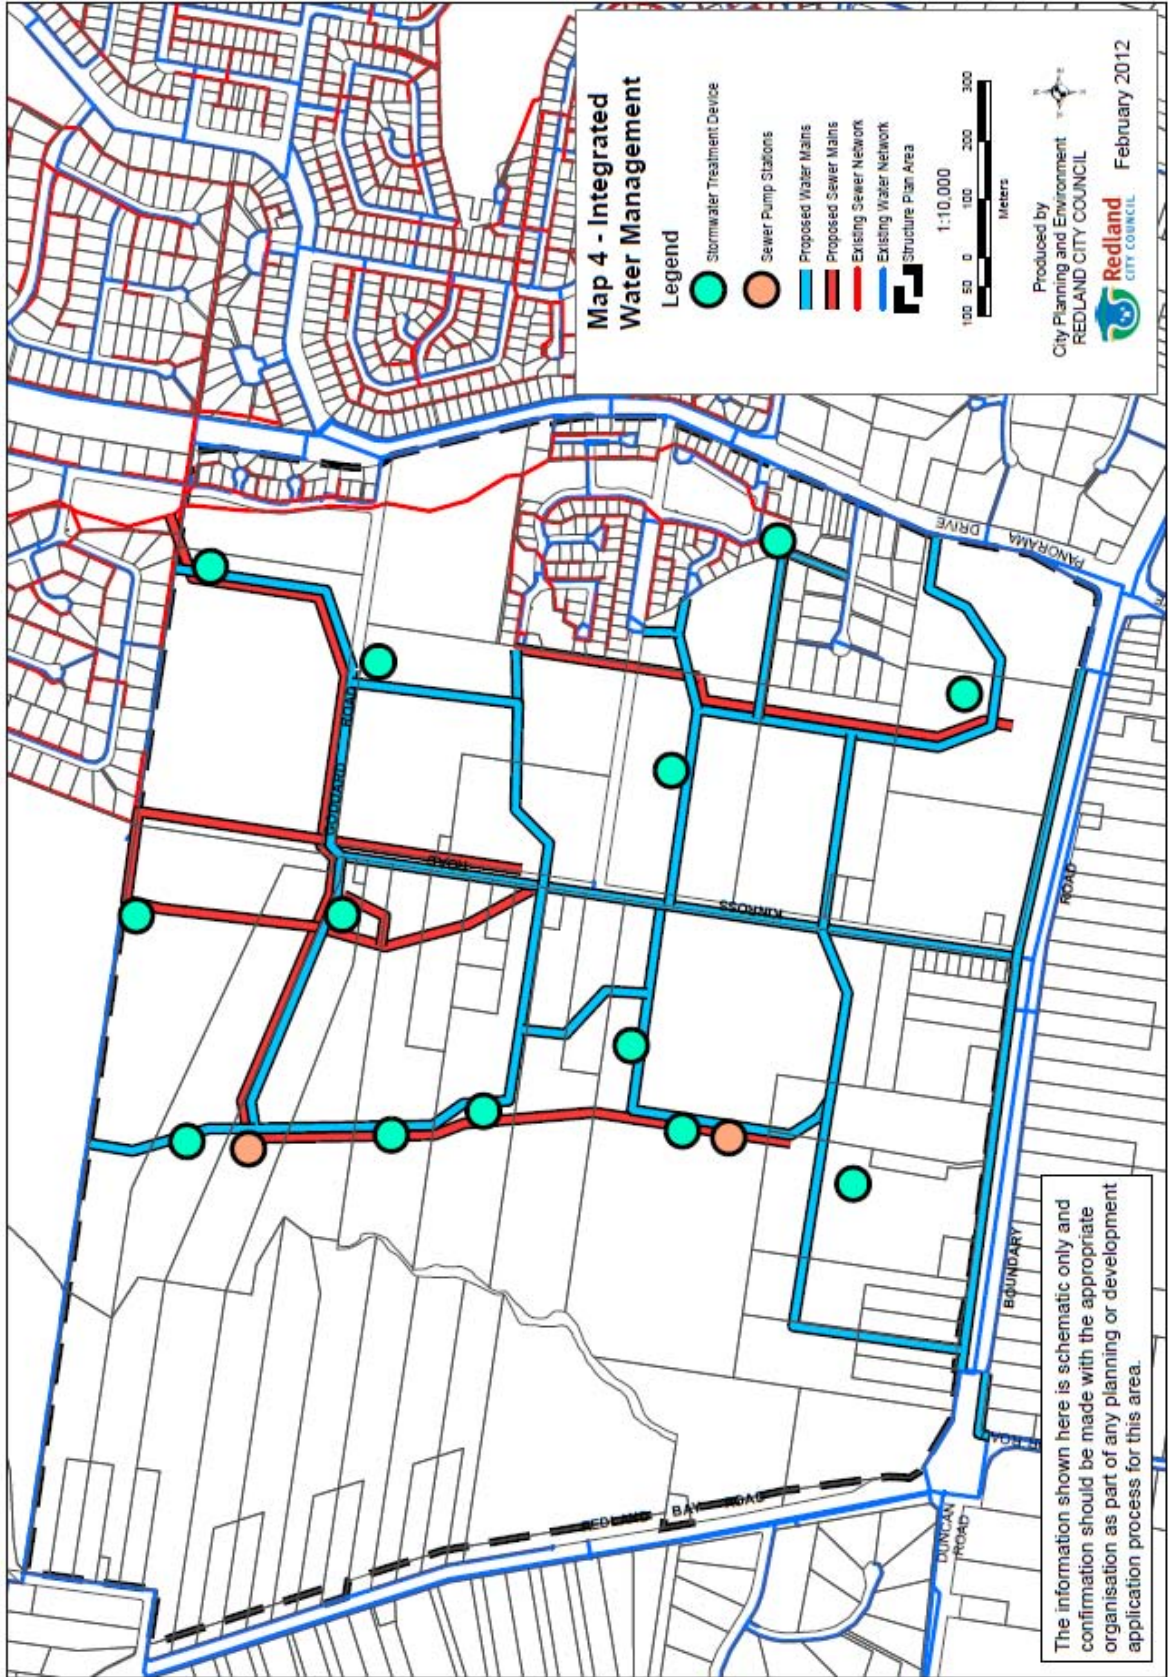 Map 4 - Integrated
Water Management
Legend
Stormwater Treatment Device
Sewer Pump Stations
Proposed Water Mains
Proposed Sewer Mains
Existing Sewer Network
Existing Water Network
Structure Plan Area
1:10,000
100 50 0 100 200 300
Meters
Produced by
City Planning and Environment
REDLAND CITY COUNCIL
N
Redland
CITY COUNCIL
February 2012
GODDARD ROAD
ROAD
KINROSS
PANORAMA
DRIVE
ROAD
BOUNDARY
REDLAND BAY ROAD
DUNCAN
ROAD
The information shown here is schematic only and
confirmation should be made with the appropriate
organisation as part of any planning or development
application process for this area.